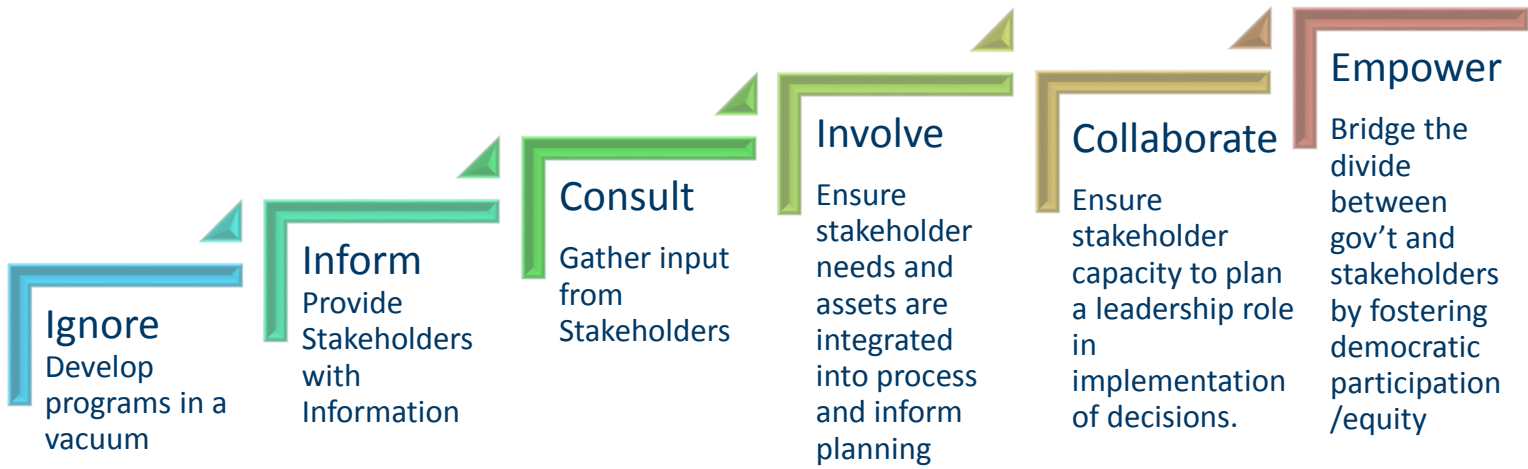 Ignore
Develop
programs in a
vacuum
Inform
Provide
Stakeholders
with
Information
Consult
Gather input
from
Stakeholders
Involve
Ensure
stakeholder
needs and
assets are
integrated
into process
and inform
planning
Collaborate
Ensure
stakeholder
capacity to plan
a leadership role
in
implementation
of decisions.
Empower
Bridge the
divide
between
gov’t and
stakeholders
by fostering
democratic
participation
/equity